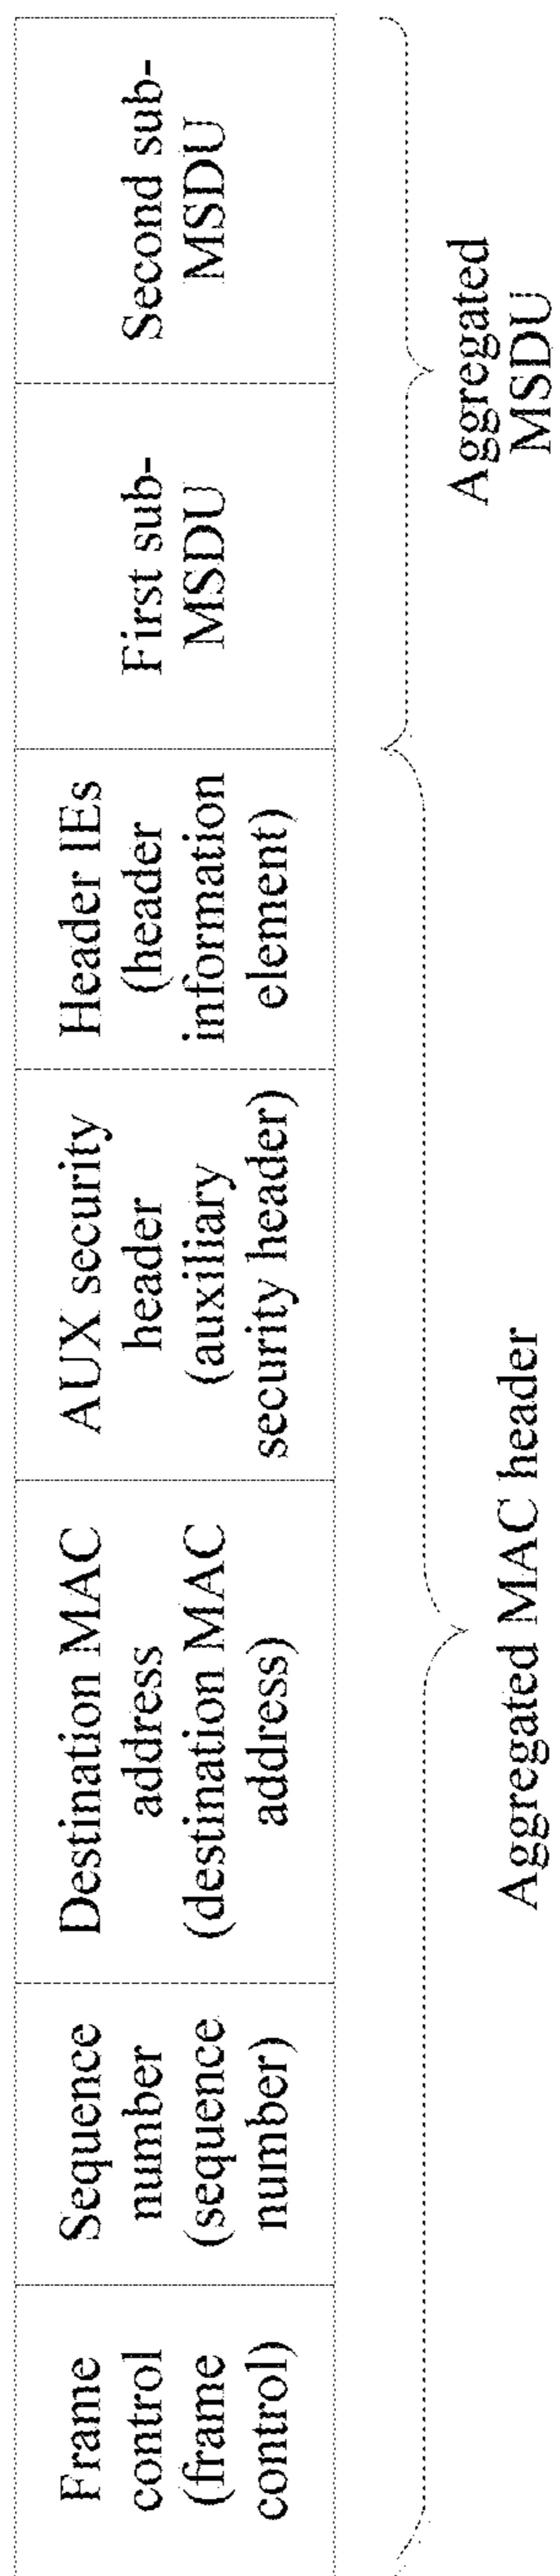 Frame
control
(frame
control)
Sequence
number
(sequence
number)
Destination MAC
address
(destination MAC
address)
AUX security
header
(auxiliary
security header)
Header IEs
(header
information
element)
First sub-
MSDU
Second sub-
MSDU
Aggregated MAC header
Aggregated
MSDU